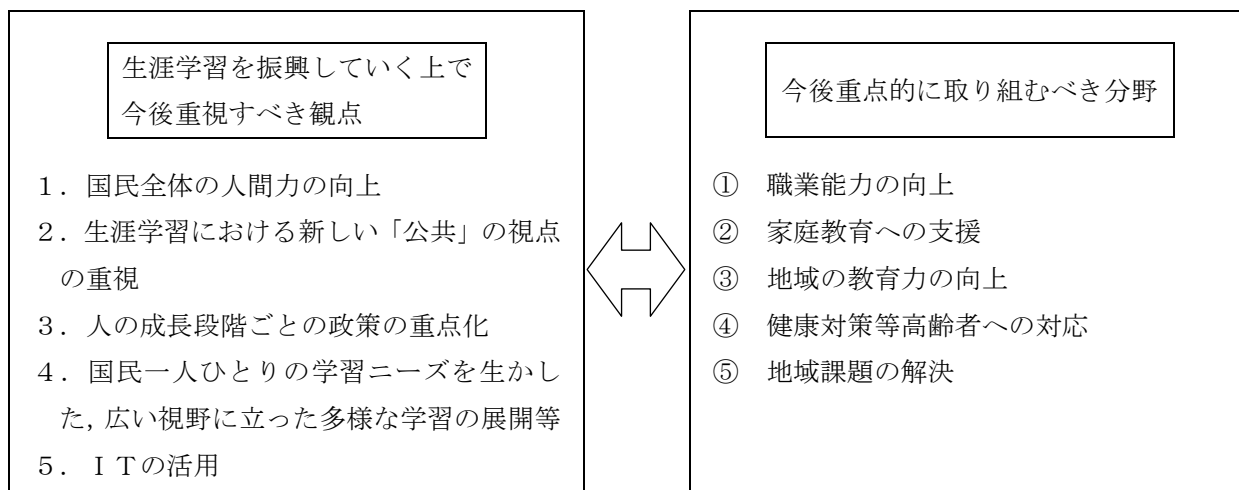 生涯学習を振興していく上で
今後重視すべき観点
１．国民全体の人間力の向上
２．生涯学習における新しい「公共」の視点
の重視
３．人の成長段階ごとの政策の重点化
４．国民一人ひとりの学習ニーズを生かし
た，広い視野に立った多様な学習の展開等
５．ＩＴの活用
今後重点的に取り組むべき分野
①　職業能力の向上
②　家庭教育への支援
③　地域の教育力の向上
④　健康対策等高齢者への対応
⑤　地域課題の解決